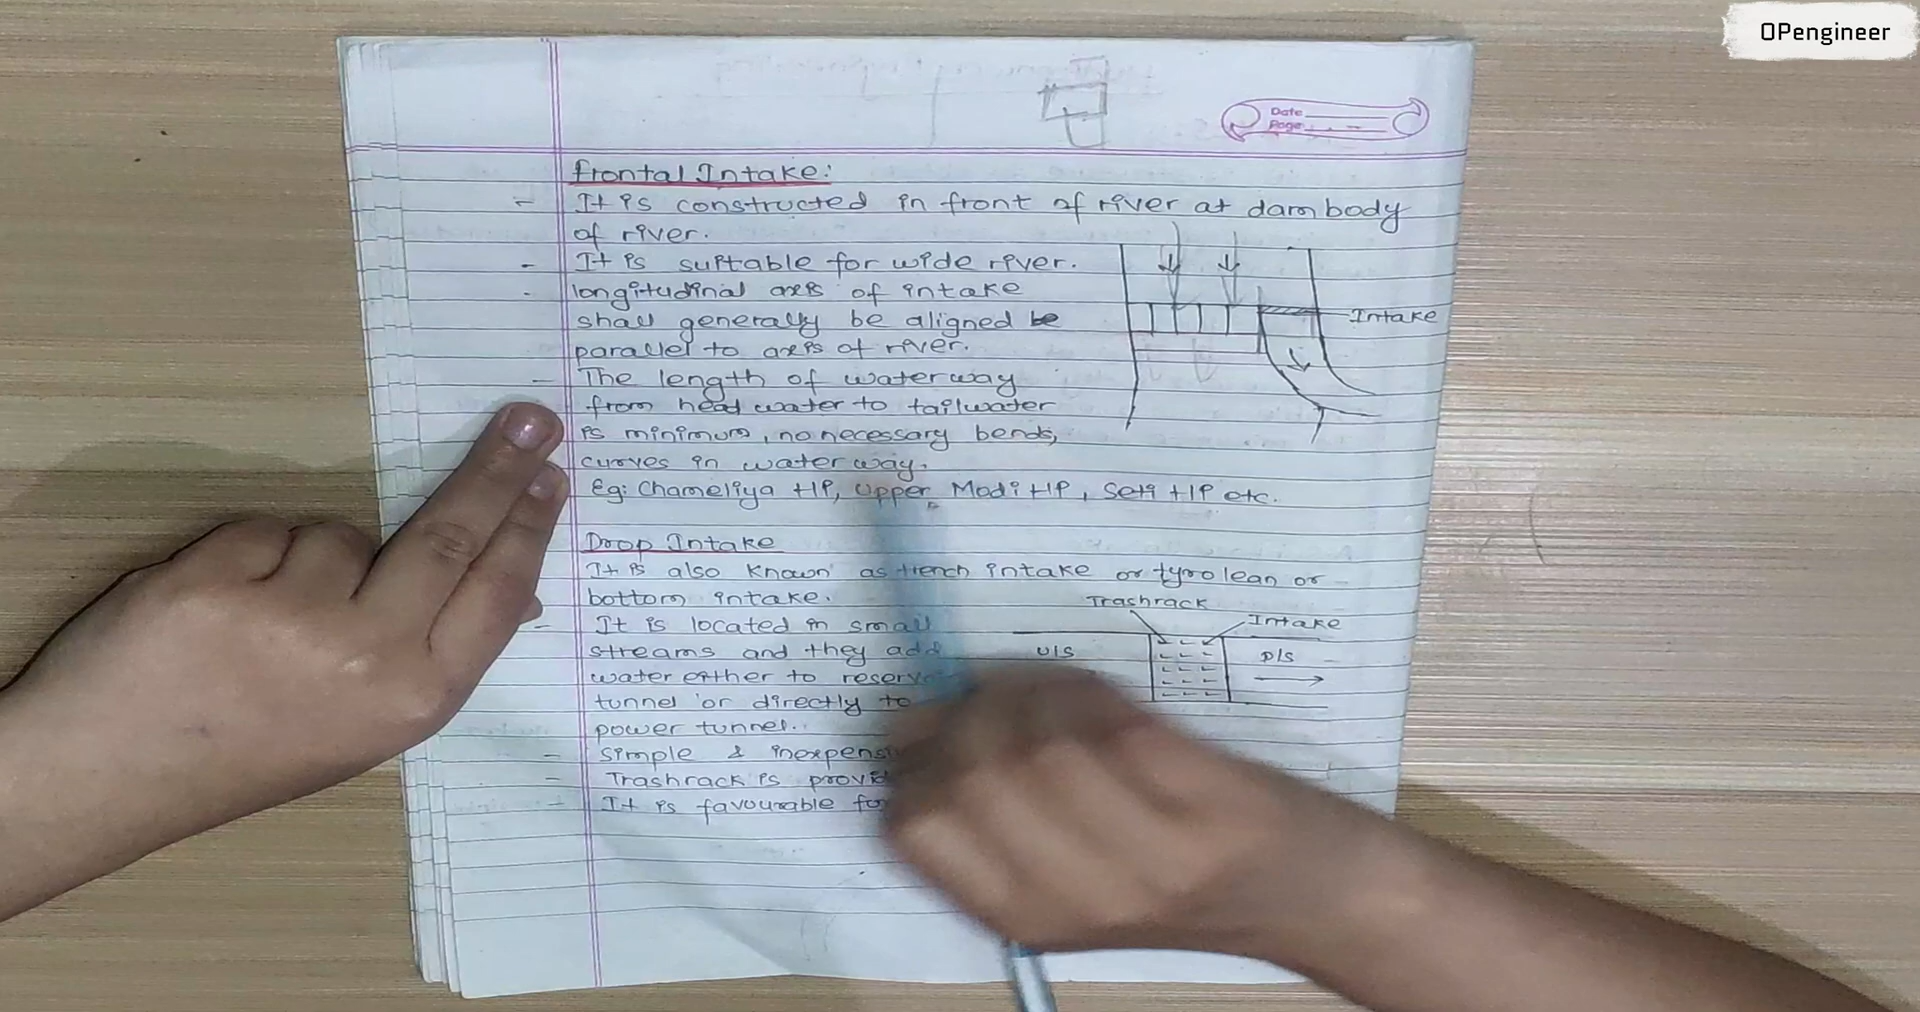 OPengineer
Date
Page
Frontal Intake:
- It is constructed in front of river at dam body
of river.
- It is suitable for wide river.
- longitudinal axis of intake
shall generally be aligned be
parallel to axis of river.
Intake
- The length of waterway
from head water to tailwater
is minimum, no necessary bends,
curves in water way.
Eg: Chameliya HP, Upper Modi HP, Seti HP etc.
Drop Intake
It is also known as trench intake or tyrolean or
bottom intake.
Trashrack
Intake
- It is located in small
streams and they add
U/S
D/S
water either to
tunnel or directly to
power tunnel.
- Simple &
- Trashrack is
- It is favourable